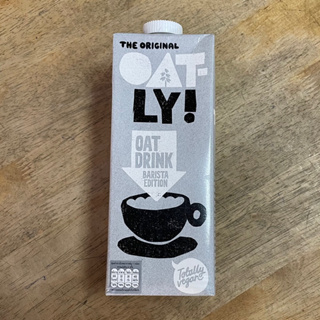 THE ORIGINAL
OAT-
LY!
OAT
DRINK
BARISTA
EDITION
Totally
vegan!